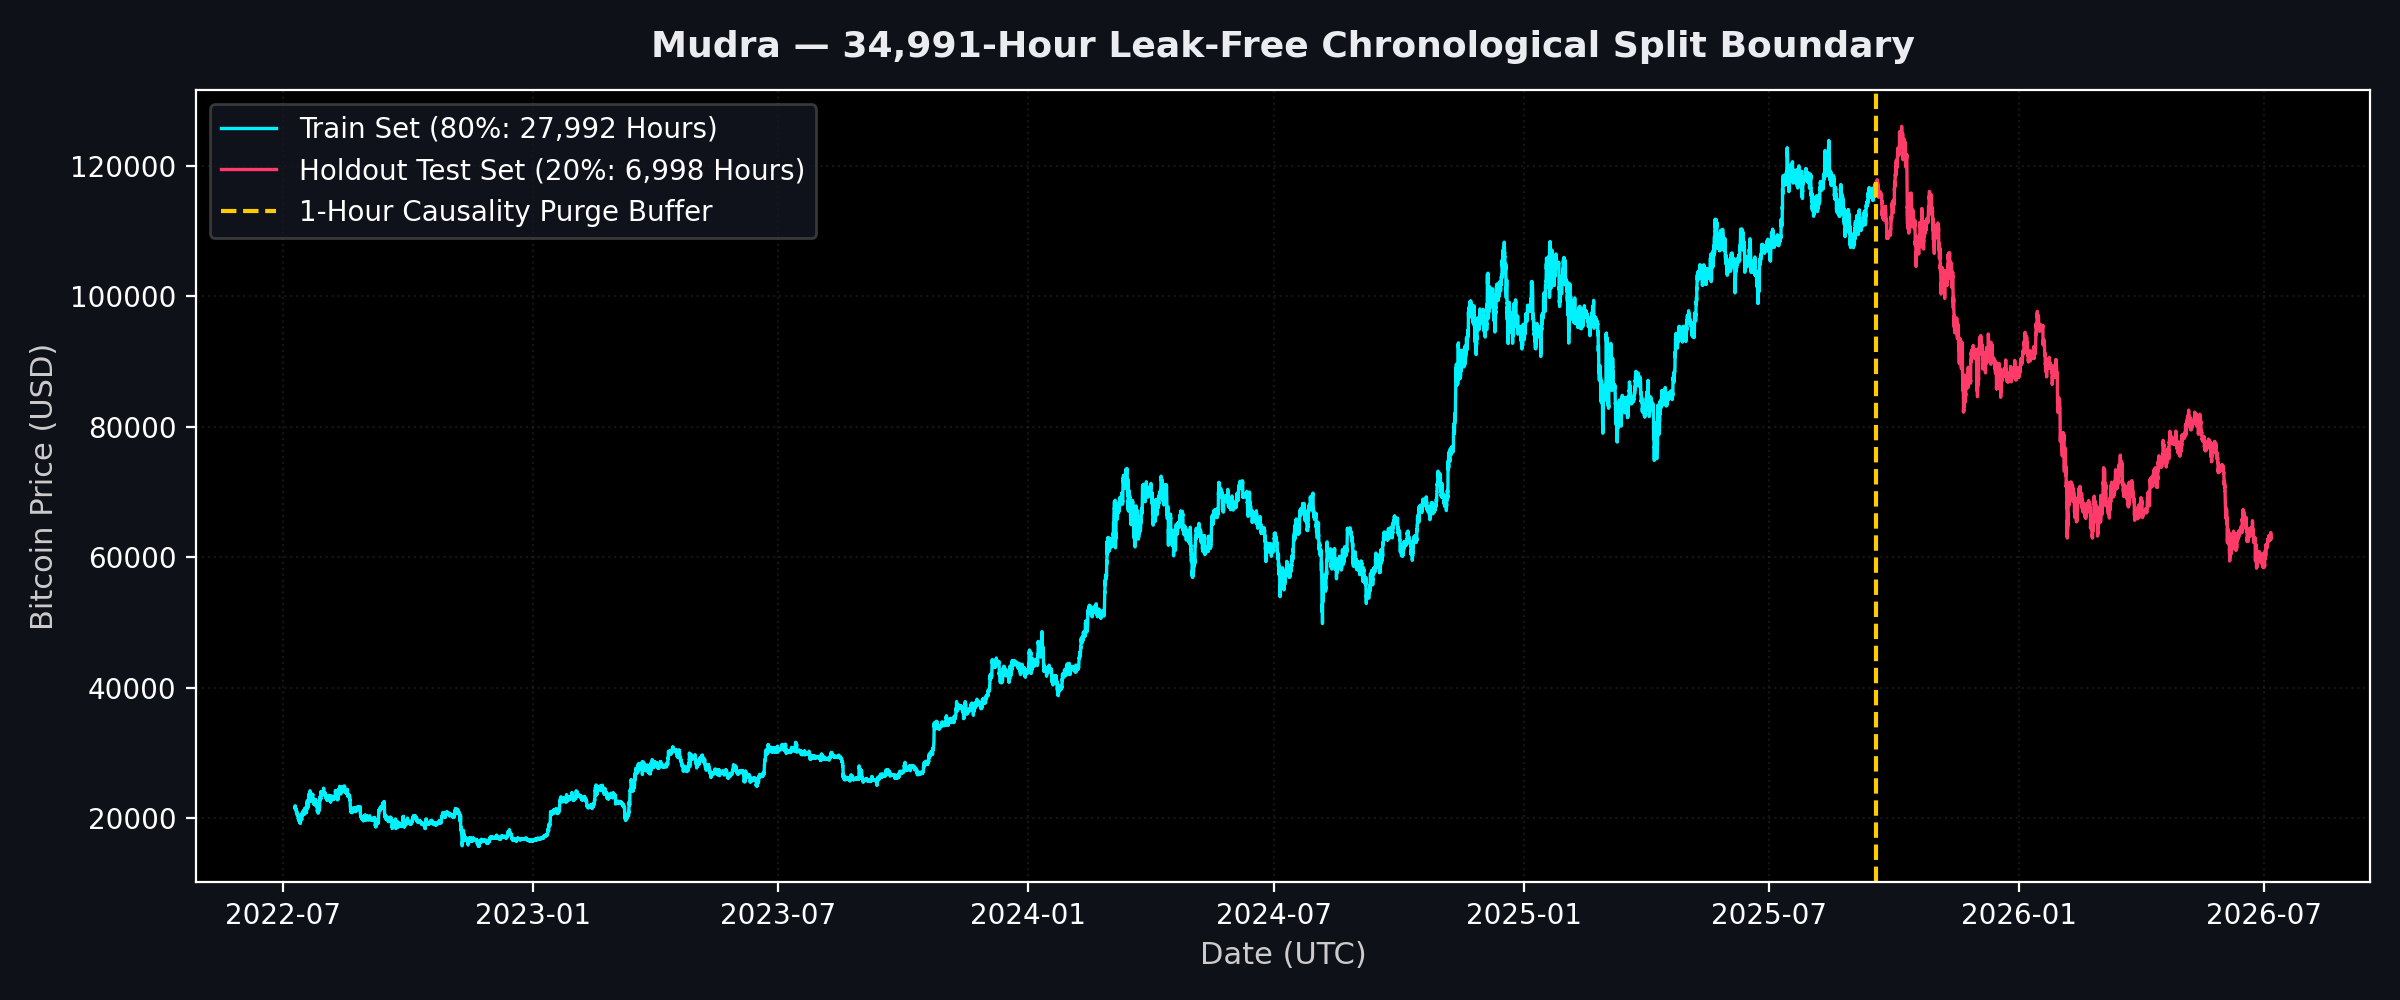 Mudra — 34,991-Hour Leak-Free Chronological Split Boundary
Train Set (80%: 27,992 Hours)
Holdout Test Set (20%: 6,998 Hours)
1-Hour Causality Purge Buffer
Bitcoin Price (USD)
120000
100000
80000
60000
40000
20000
2022-07 2023-01 2023-07 2024-01 2024-07 2025-01 2025-07 2026-01 2026-07
Date (UTC)